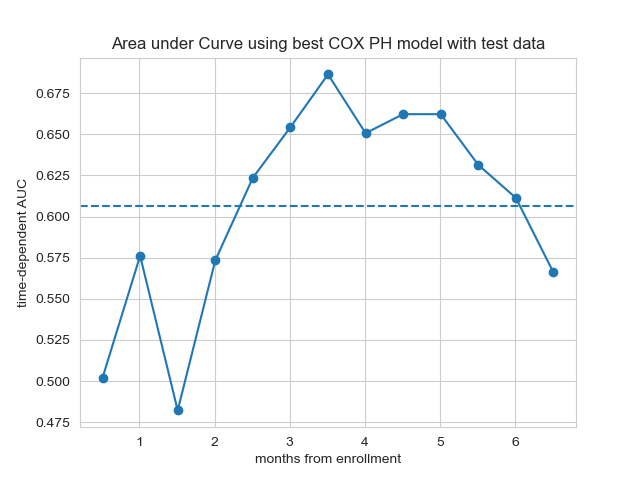 Area under Curve using best COX PH model with test data
time-dependent AUC
0.675
0.650
0.625
0.600
0.575
0.550
0.525
0.500
0.475
1 2 3 4 5 6
months from enrollment